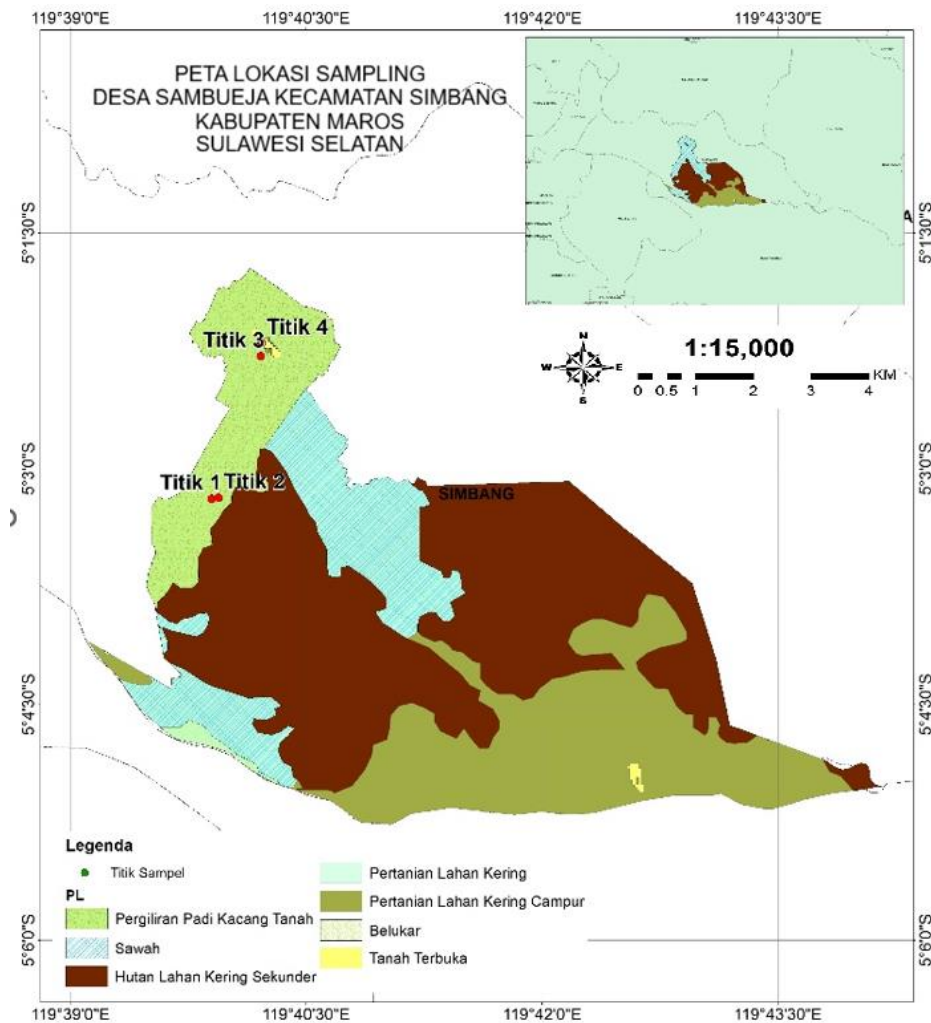 119°39'0"E 119°40'30"E 119°42'0"E 119°43'30"E
PETA LOKASI SAMPLING
DESA SAMBUEJA KECAMATAN SIMBANG
KABUPATEN MAROS
SULAWESI SELATAN
A
5°1'30"S 5°1'30"S
N
W E
S
1:15,000
0 0.5 1 2 3 4 KM
Titik 3 Titik 4
5°3'0"S 5°3'0"S
Titik 1 Titik 2
SIMBANG
5°4'30"S 5°4'30"S
Legenda
Titik Sampel
PL
Pergiliran Padi Kacang Tanah
Sawah
Hutan Lahan Kering Sekunder
Pertanian Lahan Kering
Pertanian Lahan Kering Campur
Belukar
Tanah Terbuka
5°6'0"S 5°6'0"S
119°39'0"E 119°40'30"E 119°42'0"E 119°43'30"E